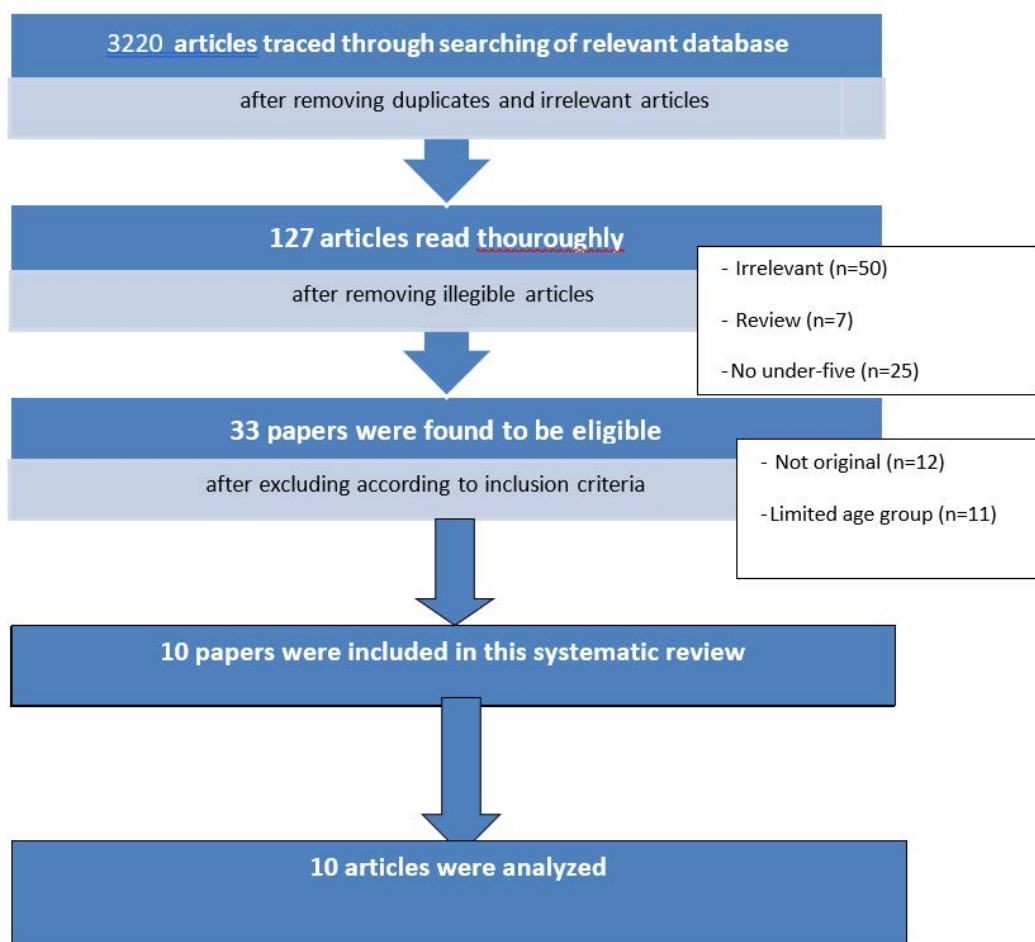 3220 articles traced through searching of relevant database
after removing duplicates and irrelevant articles
127 articles read thouroughly
after removing illegible articles
- Irrelevant (n=50)
- Review (n=7)
-No under-five (n=25)
33 papers were found to be eligible
after excluding according to inclusion criteria
- Not original (n=12)
-Limited age group (n=11)
10 papers were included in this systematic review
10 articles were analyzed